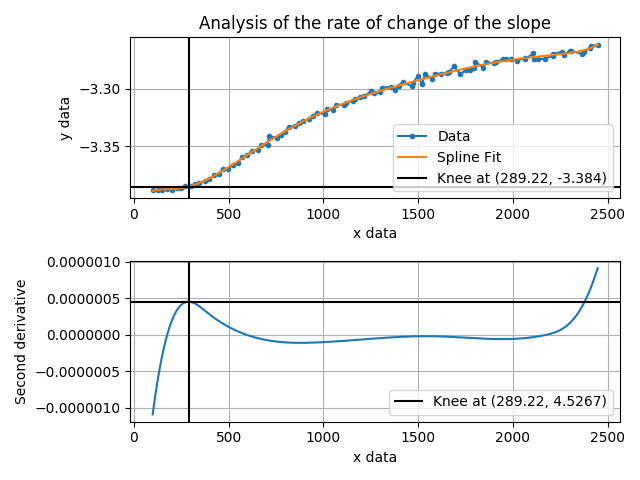 Analysis of the rate of change of the slope
y data
−3.30
−3.35
Data
Spline Fit
Knee at (289.22, -3.384)
0 500 1000 1500 2000 2500
x data
Second derivative
0.0000010
0.0000005
0.0000000
−0.0000005
−0.0000010
Knee at (289.22, 4.5267)
0 500 1000 1500 2000 2500
x data